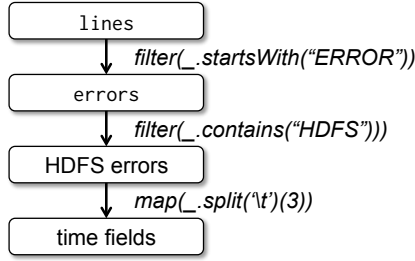 lines
filter(_.startsWith(“ERROR”))
errors
filter(_.contains(“HDFS”)))
HDFS errors
map(_.split(‘\t’)(3))
time fields